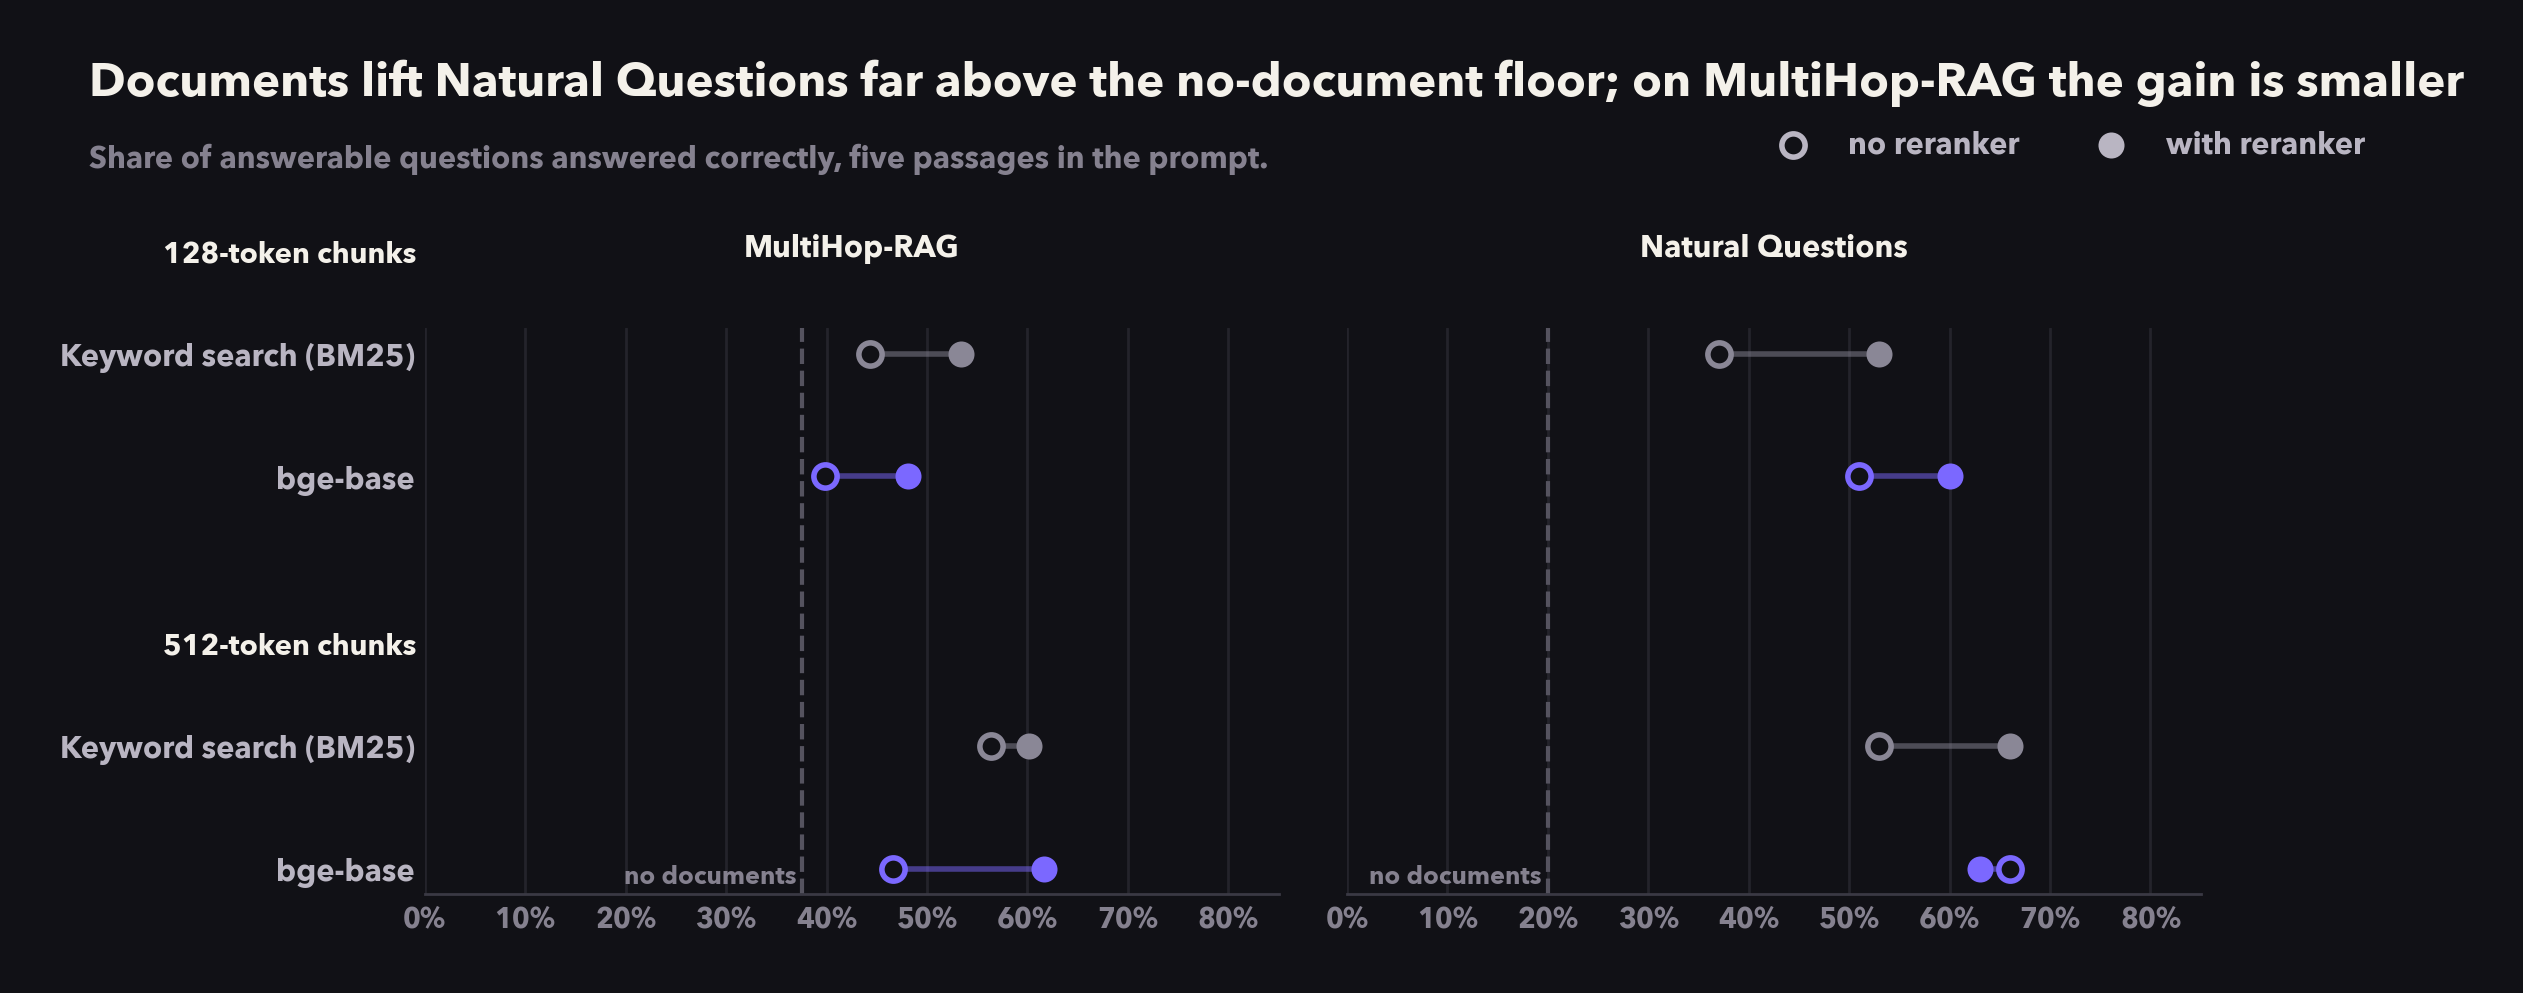 Documents lift Natural Questions far above the no-document floor; on MultiHop-RAG the gain is smaller
Share of answerable questions answered correctly, five passages in the prompt.
no reranker
with reranker
128-token chunks
MultiHop-RAG
Natural Questions
Keyword search (BM25)
bge-base
512-token chunks
Keyword search (BM25)
bge-base
no documents
no documents
0% 10% 20% 30% 40% 50% 60% 70% 80%
0% 10% 20% 30% 40% 50% 60% 70% 80%